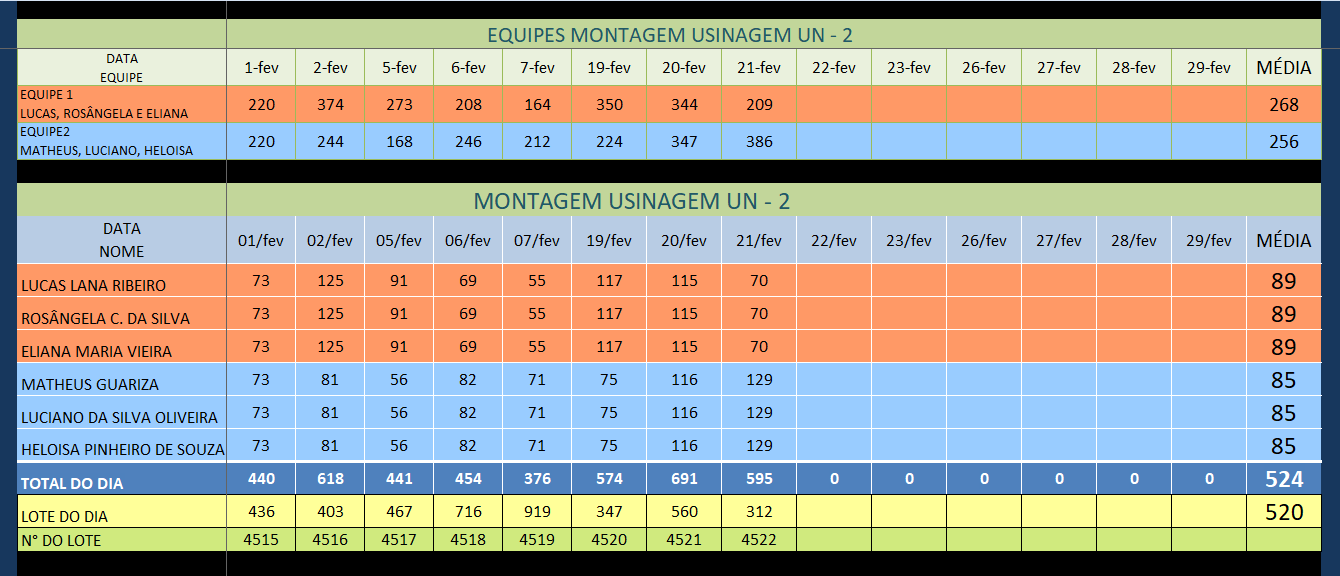 EQUIPES MONTAGEM USINAGEM UN - 2
DATA
EQUIPE 1-fev 2-fev 5-fev 6-fev 7-fev 19-fev 20-fev 21-fev 22-fev 23-fev 26-fev 27-fev 28-fev 29-fev MÉDIA
EQUIPE 1
LUCAS, ROSÂNGELA E ELIANA 220 374 273 208 164 350 344 209 268
EQUIPE2
MATHEUS, LUCIANO, HELOISA 220 244 168 246 212 224 347 386 256
MONTAGEM USINAGEM UN - 2
DATA
NOME 01/fev 02/fev 05/fev 06/fev 07/fev 19/fev 20/fev 21/fev 22/fev 23/fev 26/fev 27/fev 28/fev 29/fev MÉDIA
LUCAS LANA RIBEIRO 73 125 91 69 55 117 115 70 89
ROSÂNGELA C. DA SILVA 73 125 91 69 55 117 115 70 89
ELIANA MARIA VIEIRA 73 125 91 69 55 117 115 70 89
MATHEUS GUARIZA 73 81 56 82 71 75 116 129 85
LUCIANO DA SILVA OLIVEIRA 73 81 56 82 71 75 116 129 85
HELOISA PINHEIRO DE SOUZA 73 81 56 82 71 75 116 129 85
TOTAL DO DIA 440 618 441 454 376 574 691 595 0 0 0 0 0 0 524
LOTE DO DIA 436 403 467 716 919 347 560 312 520
N° DO LOTE 4515 4516 4517 4518 4519 4520 4521 4522